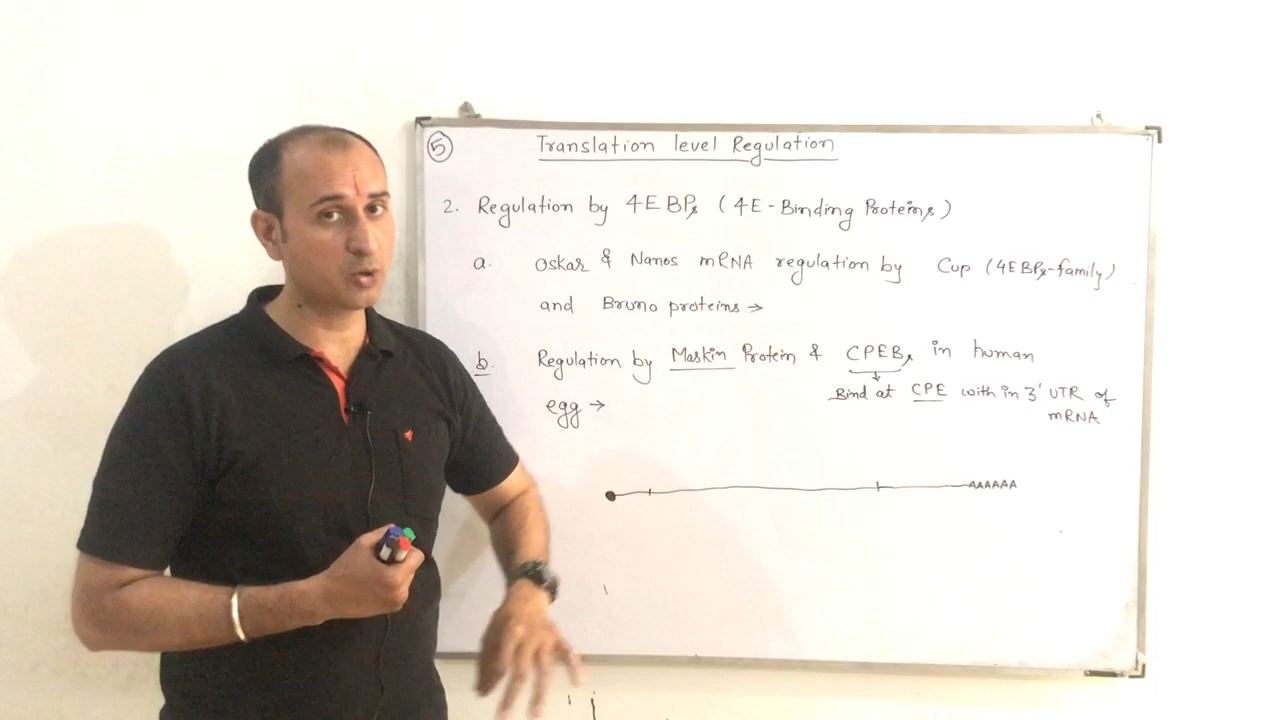 5 Translation level Regulation
2. Regulation by 4EBPs (4E-Binding Proteins)
a. Oskar & Nanos mRNA regulation by Cup (4EBPs-family)
and Bruno proteins →
b. Regulation by Maskin Protein & CPEBs in human
egg →
Bind at CPE with in 3' UTR of
mRNA
AAAAAA